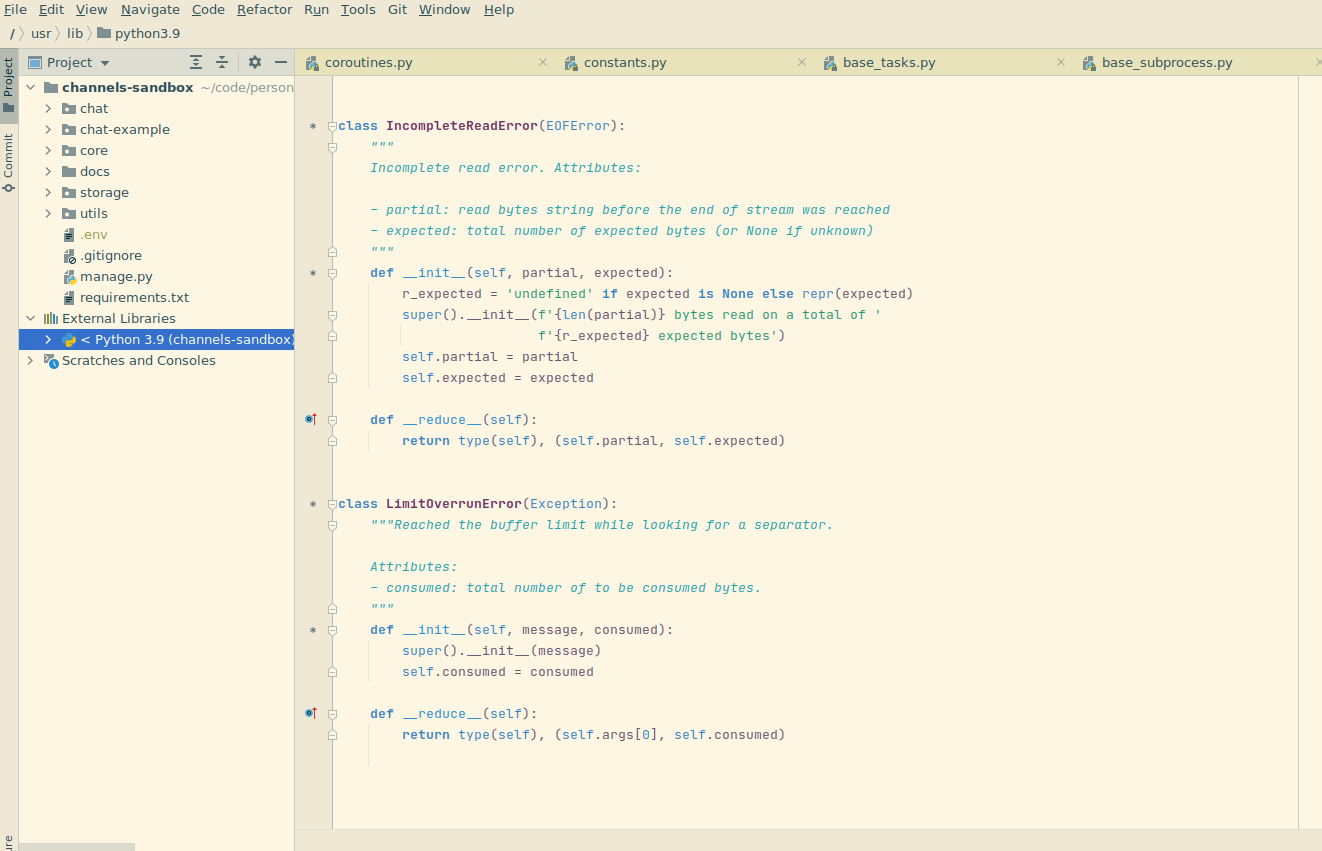 File Edit View Navigate Code Refactor Run Tools Git Window Help
/ usr lib python3.9
Project
coroutines.py
constants.py
base_tasks.py
base_subprocess.py
Project
Commit
channels-sandbox ~/code/person
chat
chat-example
core
docs
storage
utils
.env
.gitignore
manage.py
requirements.txt
External Libraries
< Python 3.9 (channels-sandbox)
Scratches and Consoles
class IncompleteReadError(EOFError):
"""
Incomplete read error. Attributes:
- partial: read bytes string before the end of stream was reached
- expected: total number of expected bytes (or None if unknown)
"""
def __init__(self, partial, expected):
r_expected = 'undefined' if expected is None else repr(expected)
super().__init__(f'{len(partial)} bytes read on a total of '
f'{r_expected} expected bytes')
self.partial = partial
self.expected = expected
def __reduce__(self):
return type(self), (self.partial, self.expected)
class LimitOverrunError(Exception):
"""Reached the buffer limit while looking for a separator.
Attributes:
- consumed: total number of to be consumed bytes.
"""
def __init__(self, message, consumed):
super().__init__(message)
self.consumed = consumed
def __reduce__(self):
return type(self), (self.args[0], self.consumed)